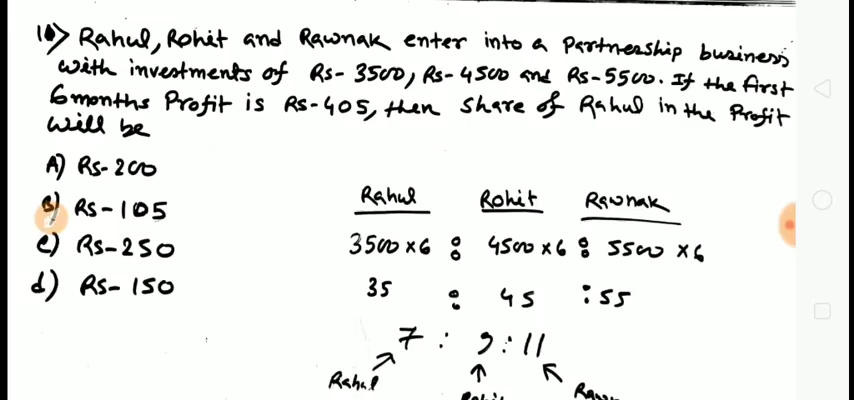 1) Rahul, Rohit and Rawnak enter into a Partnership business
with investments of Rs-3500, Rs-4500 and Rs-5500. If the first
6 months Profit is Rs-405, then share of Rahul in the Profit
will be
A) Rs-200
B) Rs-105
c) Rs-250
d) Rs-150
Rahul Rohit Rawnak
3500×6 : 4500×6 : 5500×6
35 : 45 : 55
7 : 9 : 11
Rahul